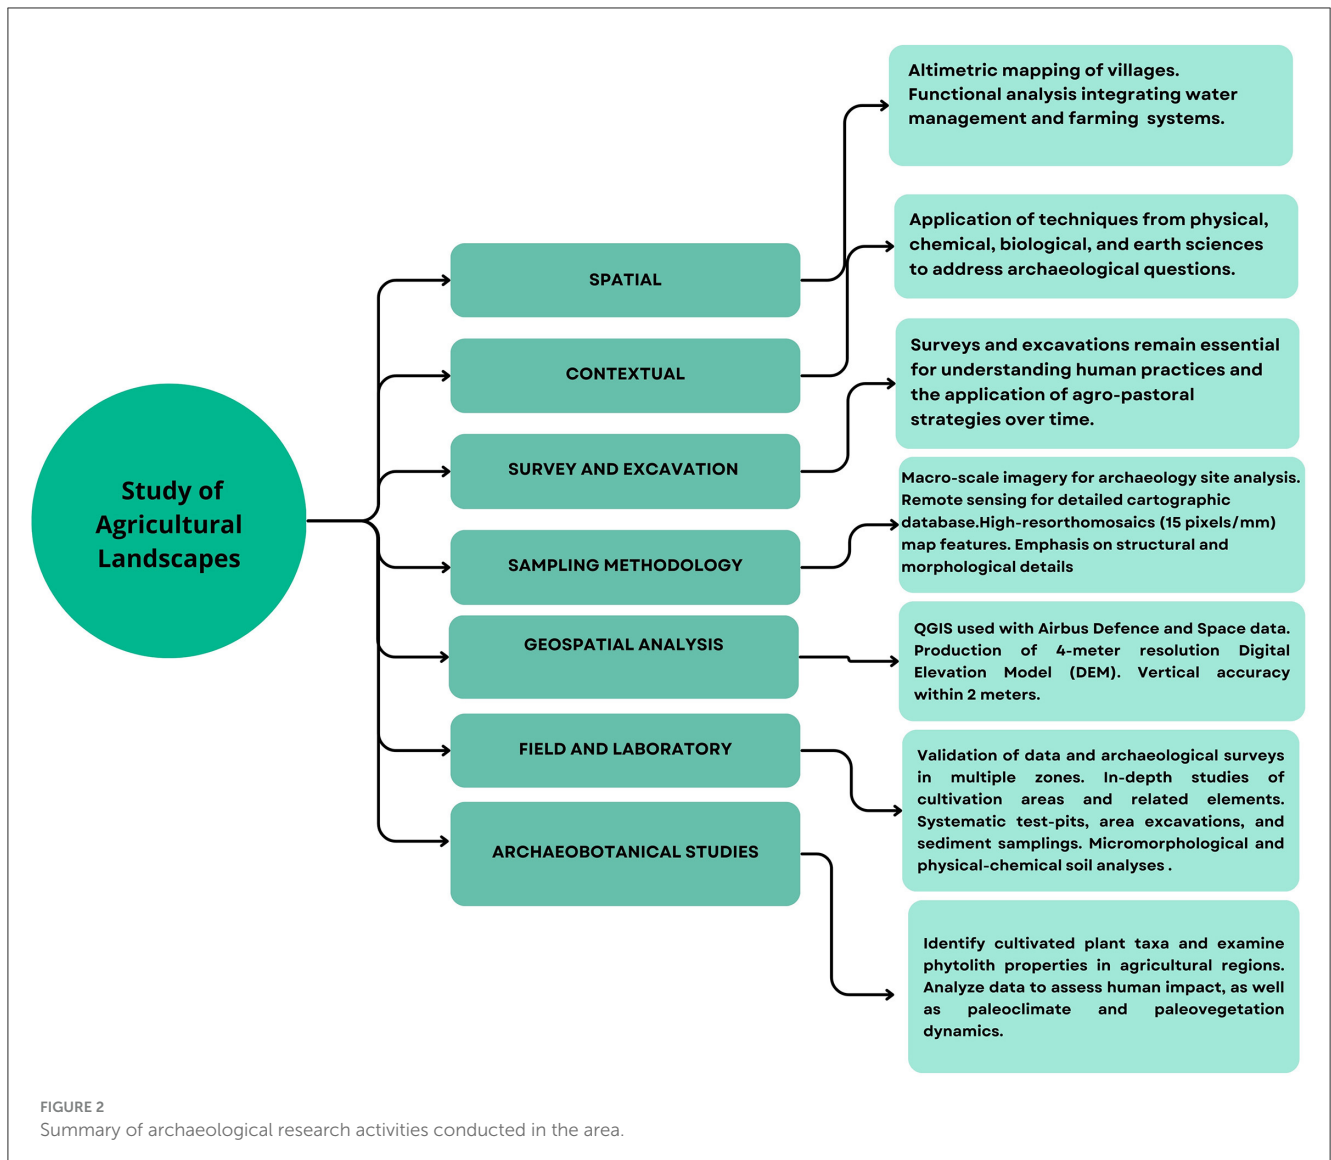 Study of
Agricultural
Landscapes
SPATIAL
CONTEXTUAL
SURVEY AND EXCAVATION
SAMPLING METHODOLOGY
GEOSPATIAL ANALYSIS
FIELD AND LABORATORY
ARCHAEOBOTANICAL STUDIES
Altimetric mapping of villages.
Functional analysis integrating water
management and farming systems.
Application of techniques from physical,
chemical, biological, and earth sciences
to address archaeological questions.
Surveys and excavations remain essential
for understanding human practices and
the application of agro-pastoral
strategies over time.
Macro-scale imagery for archaeology site analysis.
Remote sensing for detailed cartographic
database.High-resorthomosaics (15 pixels/mm)
map features. Emphasis on structural and
morphological details
QGIS used with Airbus Defence and Space data.
Production of 4-meter resolution Digital
Elevation Model (DEM). Vertical accuracy
within 2 meters.
Validation of data and archaeological surveys
in multiple zones. In-depth studies of
cultivation areas and related elements.
Systematic test-pits, area excavations, and
sediment samplings. Micromorphological and
physical-chemical soil analyses .
Identify cultivated plant taxa and examine
phytolith properties in agricultural regions.
Analyze data to assess human impact, as well
as paleoclimate and paleovegetation
dynamics.
FIGURE 2
Summary of archaeological research activities conducted in the area.